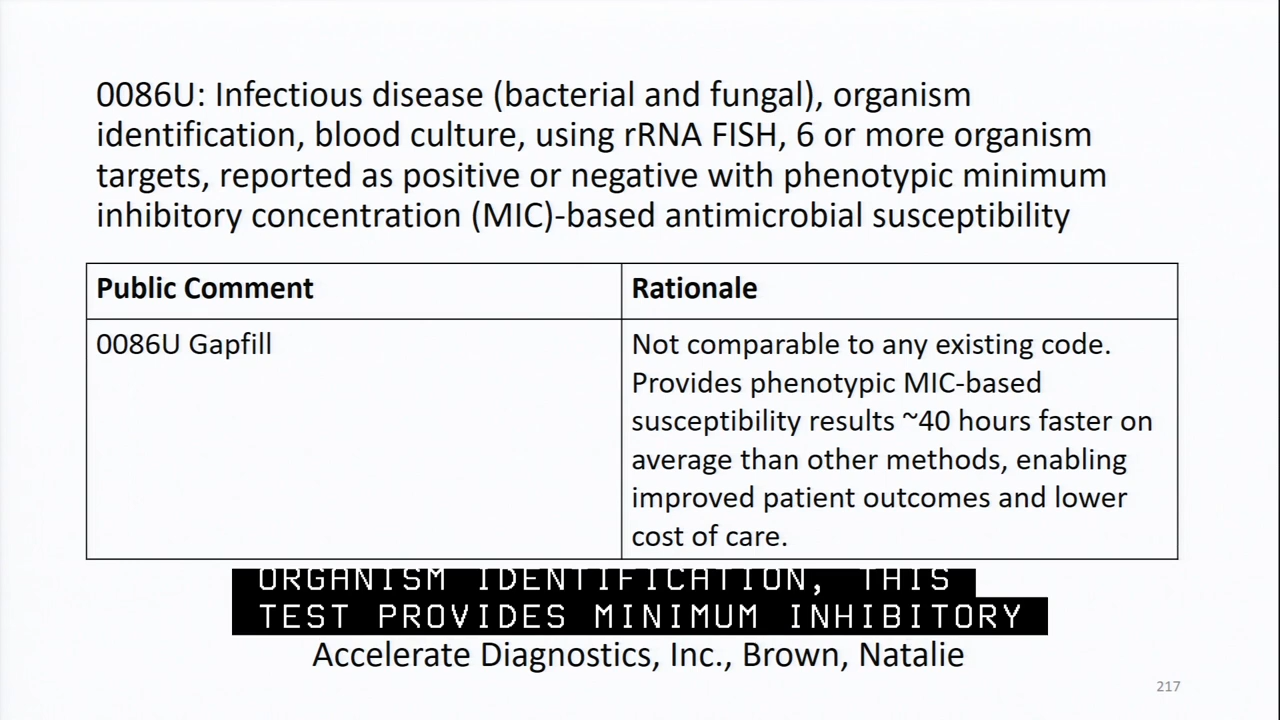 0086U: Infectious disease (bacterial and fungal), organism
identification, blood culture, using rRNA FISH, 6 or more organism
targets, reported as positive or negative with phenotypic minimum
inhibitory concentration (MIC)-based antimicrobial susceptibility
Public Comment
Rationale
0086U Gapfill
Not comparable to any existing code.
Provides phenotypic MIC-based
susceptibility results ~40 hours faster on
average than other methods, enabling
improved patient outcomes and lower
cost of care.
ORGANISM IDENTIFICATION, THIS
TEST PROVIDES MINIMUM INHIBITORY
Accelerate Diagnostics, Inc., Brown, Natalie
217